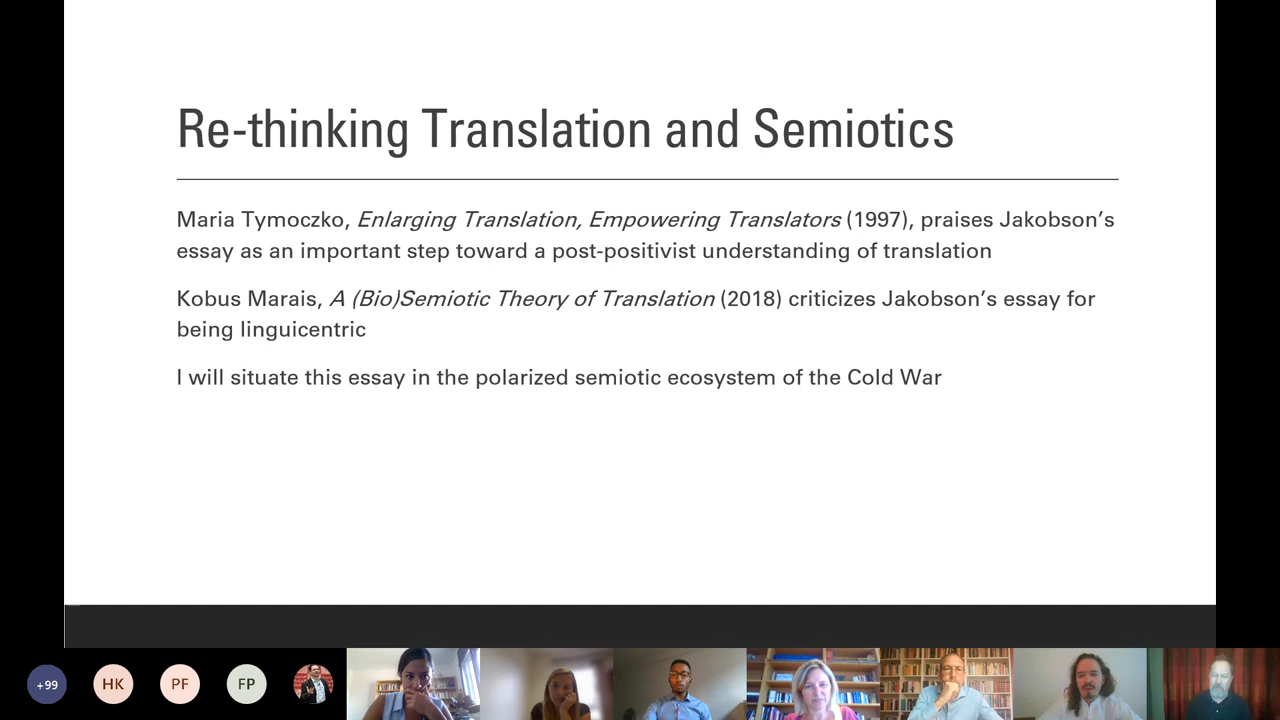 Re-thinking Translation and Semiotics
Maria Tymoczko, Enlarging Translation, Empowering Translators (1997), praises Jakobson’s
essay as an important step toward a post-positivist understanding of translation
Kobus Marais, A (Bio)Semiotic Theory of Translation (2018) criticizes Jakobson’s essay for
being linguicentric
I will situate this essay in the polarized semiotic ecosystem of the Cold War
+99 HK PF FP